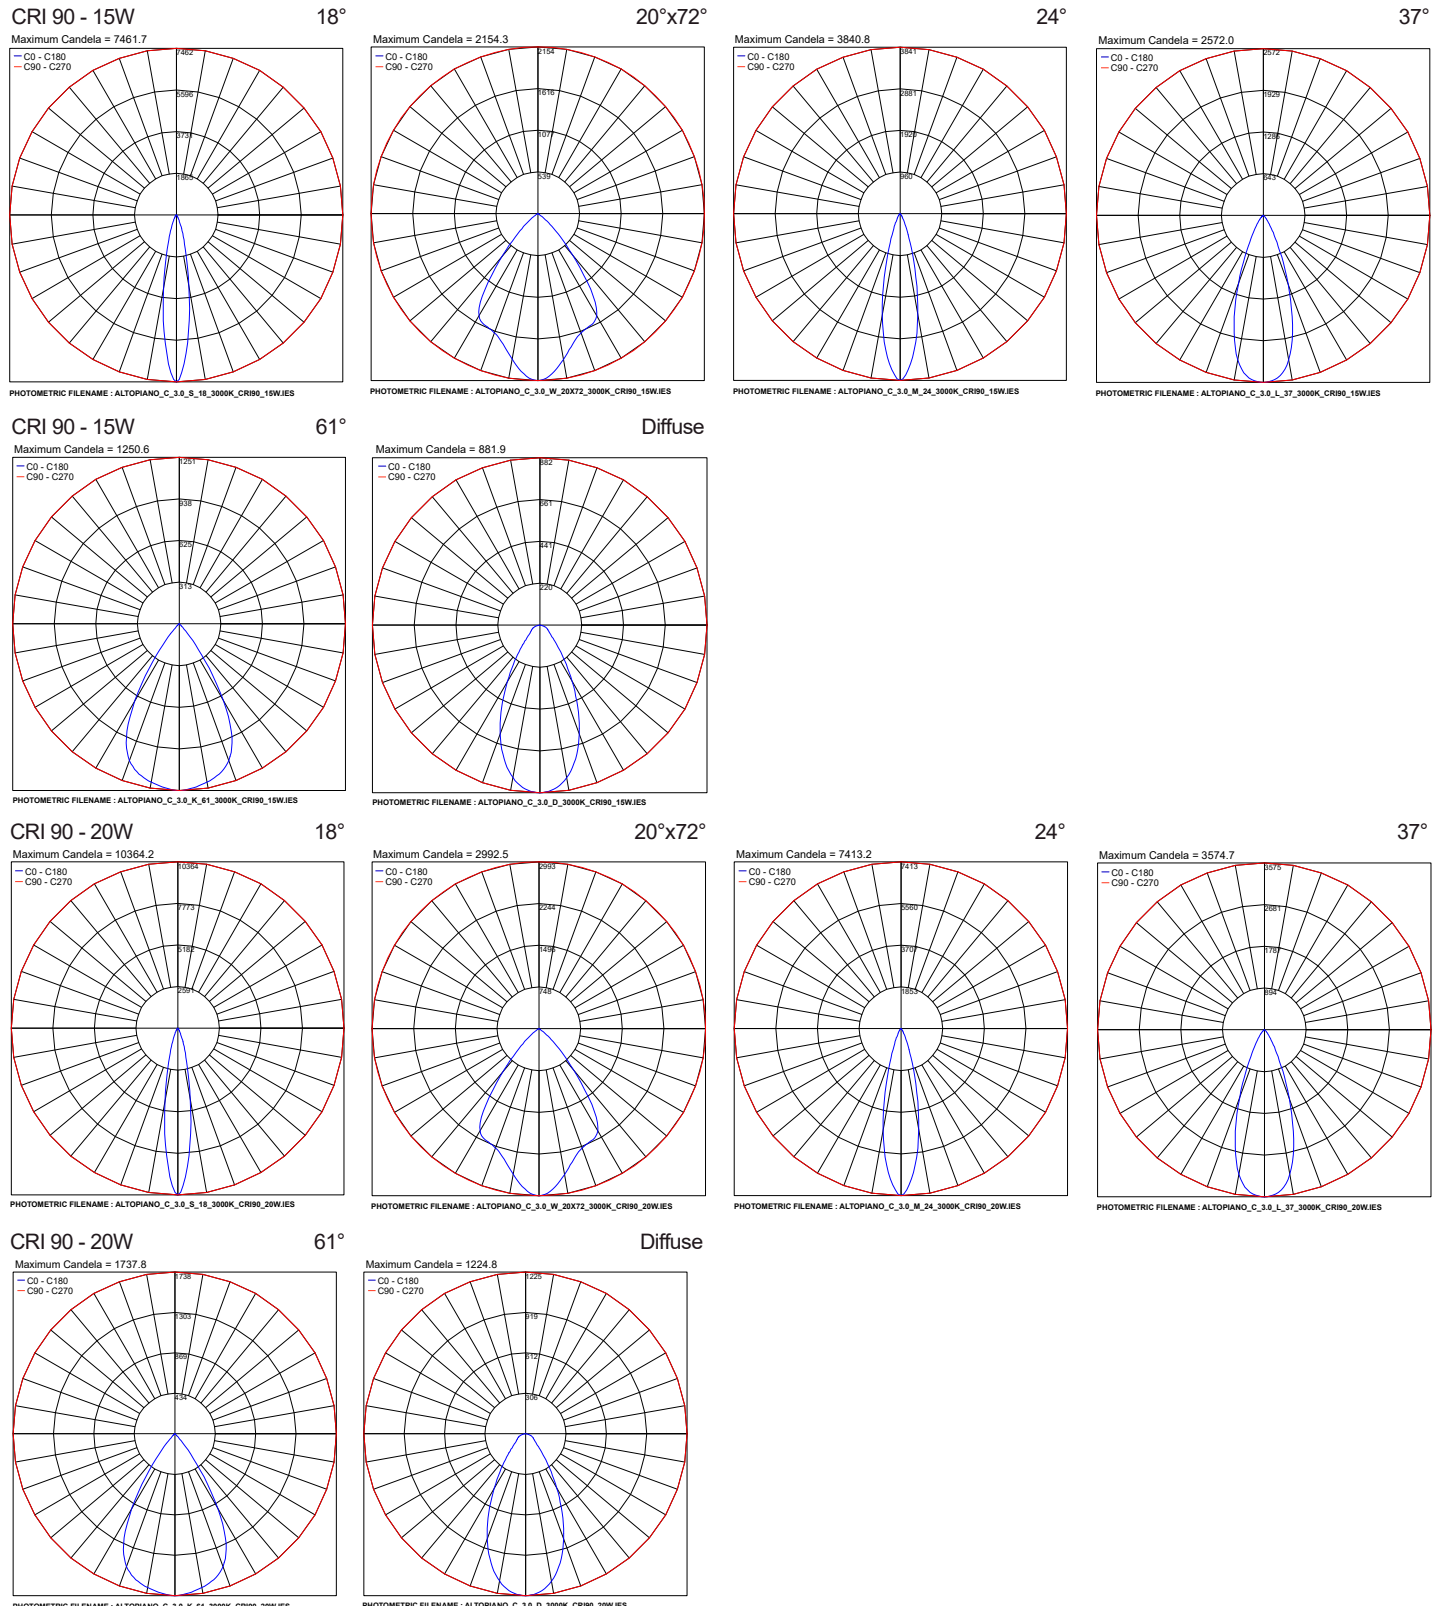 CRI 90 - 15W 18° 20°x72° 24° 37°
Maximum Candela = 7461.7
C0 - C180
C90 - C270
7462
5596
3731
1865
PHOTOMETRIC FILENAME : ALTOPIANO_C_3.0_S_18_3000K_CRI90_15W.IES
Maximum Candela = 2154.3
C0 - C180
C90 - C270
2154
1616
107
539
PHOTOMETRIC FILENAME : ALTOPIANO_C_3.0_W_20X72_3000K_CRI90_15W.IES
Maximum Candela = 3840.8
C0 - C180
C90 - C270
3841
2881
1920
960
PHOTOMETRIC FILENAME : ALTOPIANO_C_3.0_M_24_3000K_CRI90_15W.IES
Maximum Candela = 2572.0
C0 - C180
C90 - C270
2572
1929
1286
643
PHOTOMETRIC FILENAME : ALTOPIANO_C_3.0_L_37_3000K_CRI90_15W.IES
CRI 90 - 15W 61° Diffuse
Maximum Candela = 1250.6
C0 - C180
C90 - C270
1251
938
625
313
PHOTOMETRIC FILENAME : ALTOPIANO_C_3.0_K_61_3000K_CRI90_15W.IES
Maximum Candela = 881.9
C0 - C180
C90 - C270
882
661
441
220
PHOTOMETRIC FILENAME : ALTOPIANO_C_3.0_D_3000K_CRI90_15W.IES
CRI 90 - 20W 18° 20°x72° 24° 37°
Maximum Candela = 10364.2
C0 - C180
C90 - C270
10364
7773
5182
2591
PHOTOMETRIC FILENAME : ALTOPIANO_C_3.0_S_18_3000K_CRI90_20W.IES
Maximum Candela = 2992.5
C0 - C180
C90 - C270
2993
2244
1496
748
PHOTOMETRIC FILENAME : ALTOPIANO_C_3.0_W_20X72_3000K_CRI90_20W.IES
Maximum Candela = 7413.2
C0 - C180
C90 - C270
7413
5560
3707
1853
PHOTOMETRIC FILENAME : ALTOPIANO_C_3.0_M_24_3000K_CRI90_20W.IES
Maximum Candela = 3574.7
C0 - C180
C90 - C270
3575
2681
1787
894
PHOTOMETRIC FILENAME : ALTOPIANO_C_3.0_L_37_3000K_CRI90_20W.IES
CRI 90 - 20W 61° Diffuse
Maximum Candela = 1737.8
C0 - C180
C90 - C270
1738
1303
869
434
PHOTOMETRIC FILENAME : ALTOPIANO_C_3.0_K_61_3000K_CRI90_20W.IES
Maximum Candela = 1224.8
C0 - C180
C90 - C270
1225
919
612
306
PHOTOMETRIC FILENAME : ALTOPIANO_C_3.0_D_3000K_CRI90_20W.IES